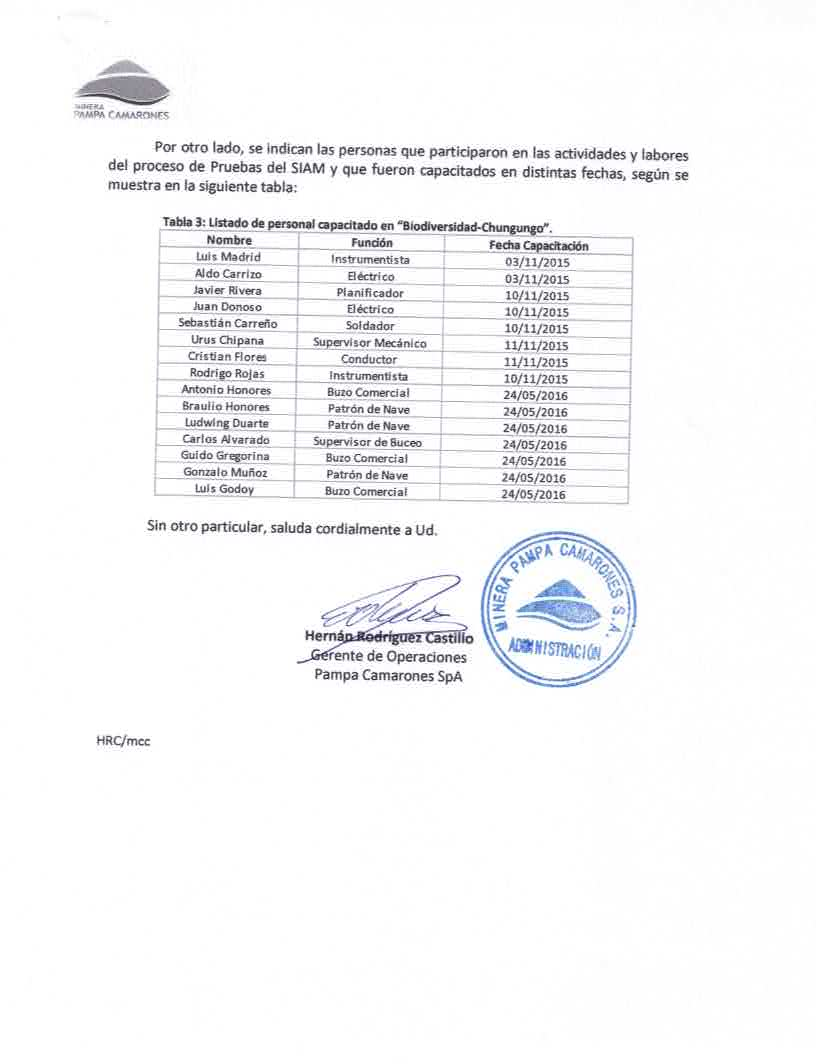 MINERA
PAMPA CAMARONES
Por otro lado, se indican las personas que participaron en las actividades y labores
del proceso de Pruebas del SIAM y que fueron capacitados en distintas fechas, según se
muestra en la siguiente tabla:
Tabla 3: Listado de personal capacitado en "Biodiversidad-Chungungo".
Nombre Función Fecha Capacitación
Luis Madrid Instrumentista 03/11/2015
Aldo Carrizo Eléctrico 03/11/2015
Javier Rivera Planificador 10/11/2015
Juan Donoso Eléctrico 10/11/2015
Sebastián Carreño Soldador 10/11/2015
Urus Chipana Supervisor Mecánico 11/11/2015
Cristian Flores Conductor 11/11/2015
Rodrigo Rojas Instrumentista 10/11/2015
Antonio Honores Buzo Comercial 24/05/2016
Braulio Honores Patrón de Nave 24/05/2016
Ludwing Duarte Patrón de Nave 24/05/2016
Carlos Alvarado Supervisor de Buceo 24/05/2016
Guido Gregorina Buzo Comercial 24/05/2016
Gonzalo Muñoz Patrón de Nave 24/05/2016
Luis Godoy Buzo Comercial 24/05/2016
Sin otro particular, saluda cordialmente a Ud.
MINERA PAMPA CAMARONES S.A.
ADMINISTRACIÓN
Hernán Rodríguez Castillo
Gerente de Operaciones
Pampa Camarones SpA
HRC/mcc